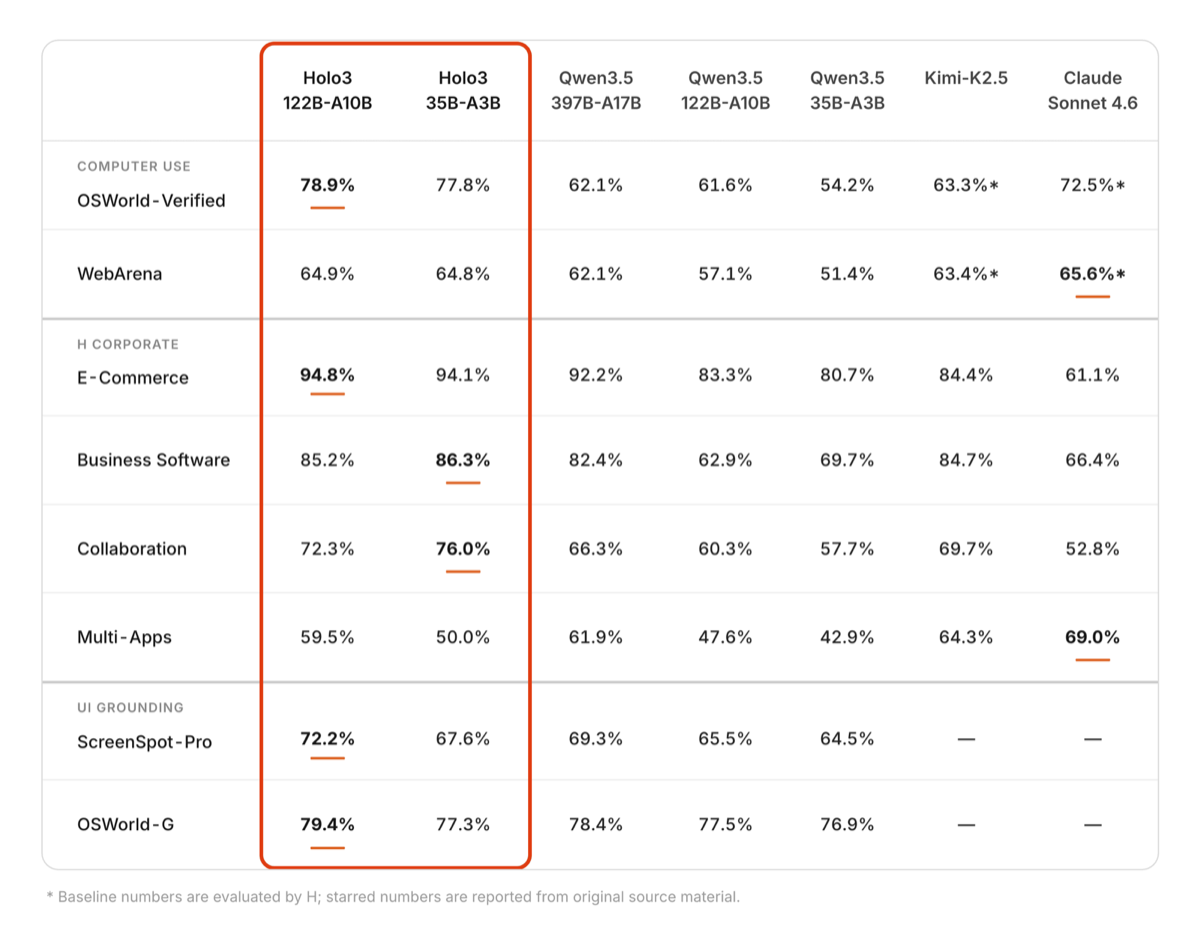 Holo3 122B-A10B Holo3 35B-A3B Qwen3.5 397B-A17B Qwen3.5 122B-A10B Qwen3.5 35B-A3B Kimi-K2.5 Claude Sonnet 4.6
COMPUTER USE
OSWorld-Verified 78.9% 77.8% 62.1% 61.6% 54.2% 63.3%* 72.5%*
WebArena 64.9% 64.8% 62.1% 57.1% 51.4% 63.4%* 65.6%*
H CORPORATE
E-Commerce 94.8% 94.1% 92.2% 83.3% 80.7% 84.4% 61.1%
Business Software 85.2% 86.3% 82.4% 62.9% 69.7% 84.7% 66.4%
Collaboration 72.3% 76.0% 66.3% 60.3% 57.7% 69.7% 52.8%
Multi-Apps 59.5% 50.0% 61.9% 47.6% 42.9% 64.3% 69.0%
UI GROUNDING
ScreenSpot-Pro 72.2% 67.6% 69.3% 65.5% 64.5% — —
OSWorld-G 79.4% 77.3% 78.4% 77.5% 76.9% — —
* Baseline numbers are evaluated by H; starred numbers are reported from original source material.